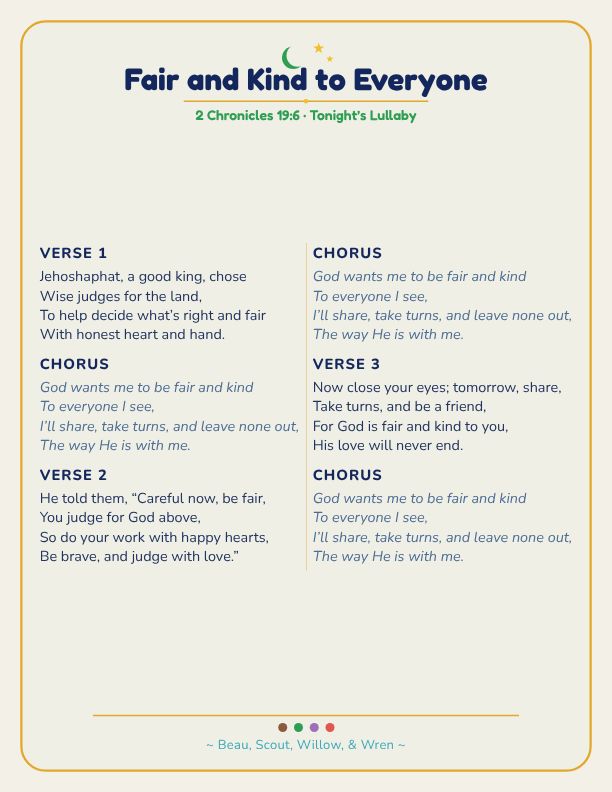 Fair and Kind to Everyone
2 Chronicles 19:6 · Tonight's Lullaby
VERSE 1
Jehoshaphat, a good king, chose
Wise judges for the land,
To help decide what’s right and fair
With honest heart and hand.
CHORUS
God wants me to be fair and kind
To everyone I see,
I’ll share, take turns, and leave none out,
The way He is with me.
VERSE 2
He told them, “Careful now, be fair,
You judge for God above,
So do your work with happy hearts,
Be brave, and judge with love.”
CHORUS
God wants me to be fair and kind
To everyone I see,
I’ll share, take turns, and leave none out,
The way He is with me.
VERSE 3
Now close your eyes; tomorrow, share,
Take turns, and be a friend,
For God is fair and kind to you,
His love will never end.
CHORUS
God wants me to be fair and kind
To everyone I see,
I’ll share, take turns, and leave none out,
The way He is with me.
~ Beau, Scout, Willow, & Wren ~